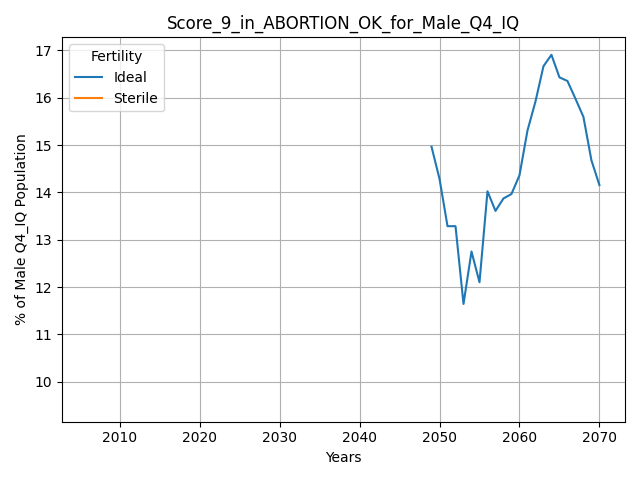 Score_9_in_ABORTION_OK_for_Male_Q4_IQ
Fertility
Ideal
Sterile
% of Male Q4_IQ Population
17
16
15
14
13
12
11
10
2010 2020 2030 2040 2050 2060 2070
Years